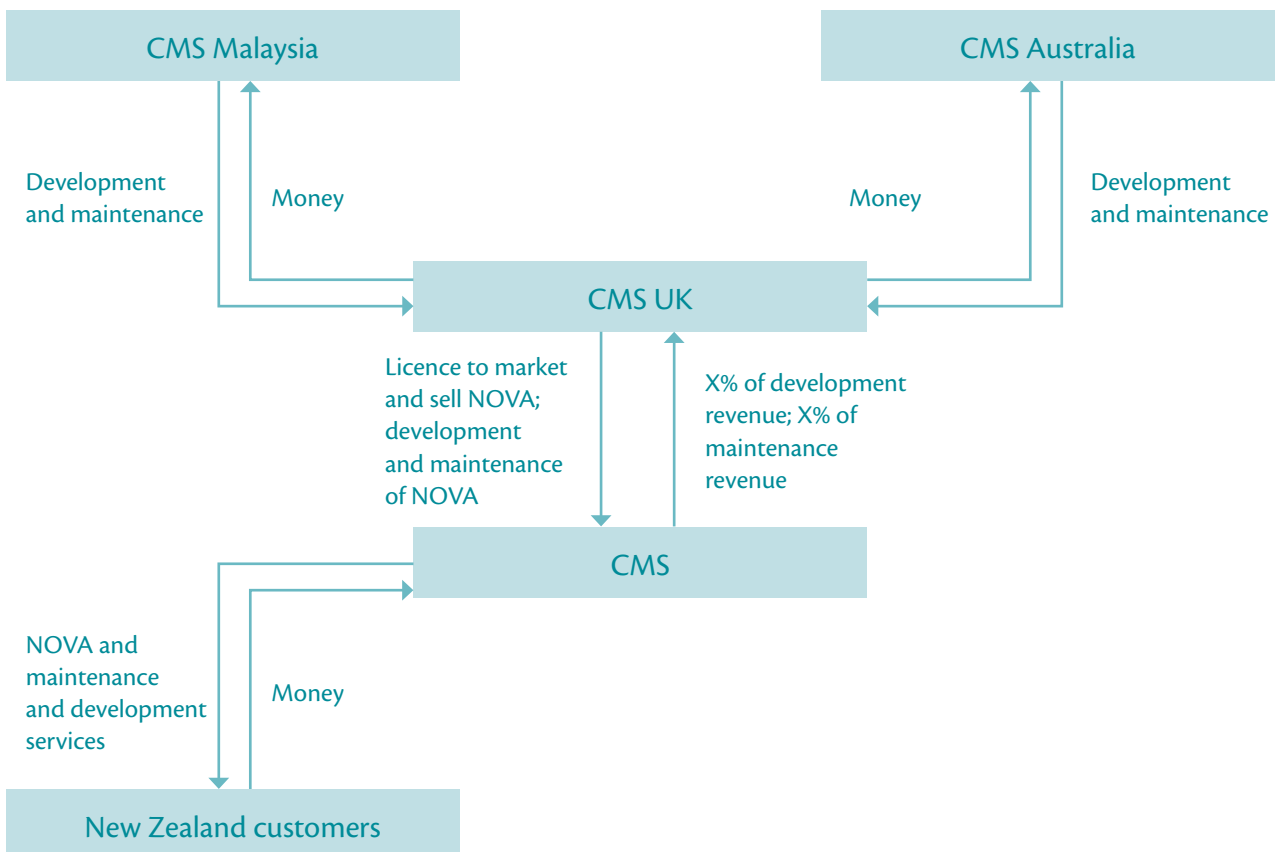 CMS Malaysia
CMS Australia
Development
and maintenance
Money
Money
Development
and maintenance
CMS UK
Licence to market
and sell NOVA;
development
and maintenance
of NOVA
X% of development
revenue; X% of
maintenance
revenue
CMS
NOVA and
maintenance
and development
services
Money
New Zealand customers